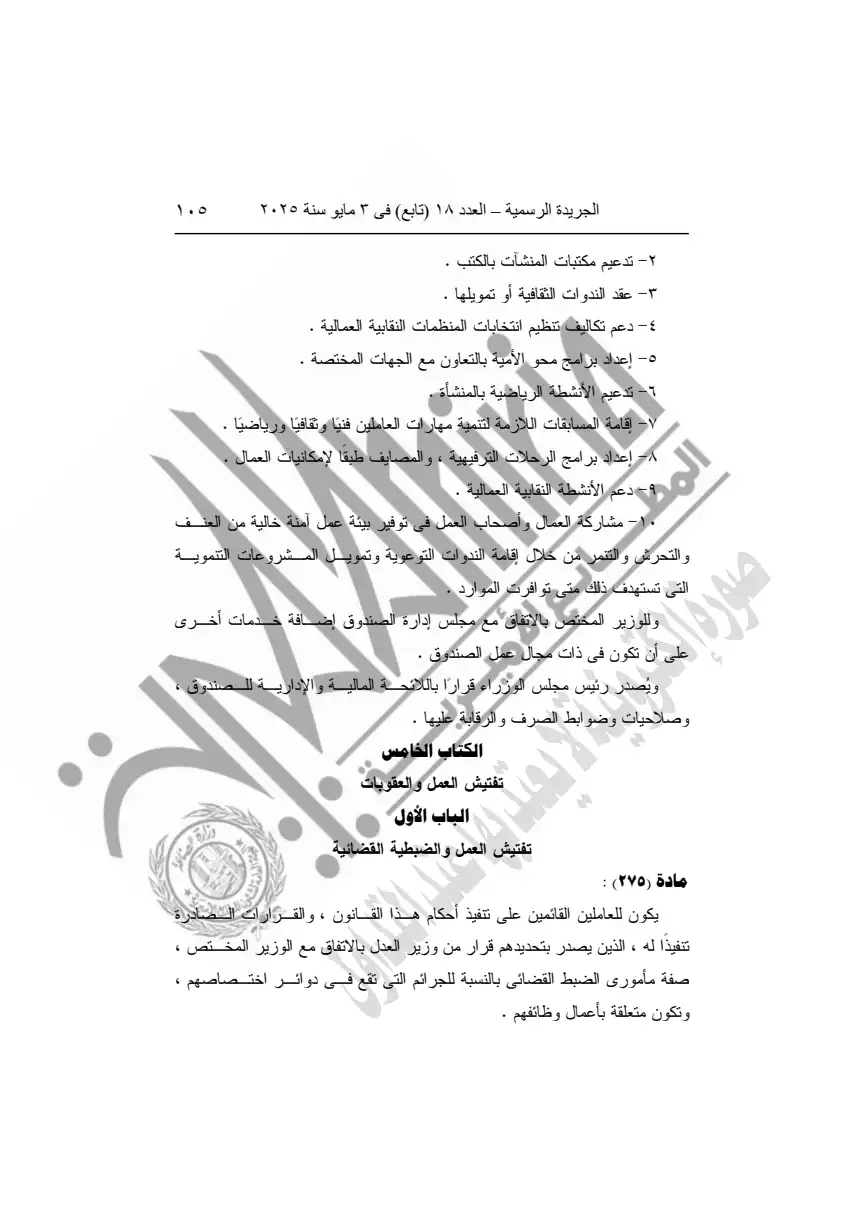 الجريدة الرسمية – العدد ١٨ (تابع) فى ٣ مايو سنة ٢٠٢٥ ١٠٥
٢- تدعيم مكتبات المنشآت بالكتب .
٣- عقد الندوات الثقافية أو تمويلها .
٤- دعم تكاليف تنظيم انتخابات المنظمات النقابية العمالية .
٥- إعداد برامج محو الأمية بالتعاون مع الجهات المختصة .
٦- تدعيم الأنشطة الرياضية بالمنشأة .
٧- إقامة المسابقات اللازمة لتنمية مهارات العاملين فنيًا وثقافيًا ورياضيًا .
٨- إعداد برامج الرحلات الترفيهية ، والمصايف طبقًا لإمكانيات العمال .
٩- دعم الأنشطة النقابية العمالية .
١٠- مشاركة العمال وأصحاب العمل فى توفير بيئة عمل آمنة خالية من العنف
والتحرش والتنمر من خلال إقامة الندوات التوعوية وتمويل المشروعات التنموية
التى تستهدف ذلك متى توافرت الموارد .
وللوزير المختص بالاتفاق مع مجلس إدارة الصندوق إضافة خدمات أخرى
على أن تكون فى ذات مجال عمل الصندوق .
ويُصدر رئيس مجلس الوزراء قرارًا باللائحة المالية والإدارية للصندوق ،
وصلاحيات وضوابط الصرف والرقابة عليها .
الكتاب الخامس
تفتيش العمل والعقوبات
الباب الأول
تفتيش العمل والضبطية القضائية
مادة (٢٧٥) :
يكون للعاملين القائمين على تنفيذ أحكام هذا القانون ، والقرارات الصادرة
تنفيذًا له ، الذين يصدر بتحديدهم قرار من وزير العدل بالاتفاق مع الوزير المختص ،
صفة مأمورى الضبط القضائى بالنسبة للجرائم التى تقع فى دوائر اختصاصهم ،
وتكون متعلقة بأعمال وظائفهم .
صورة إلكترونية لا يعتد بها عند التداول
المطابع الأميرية